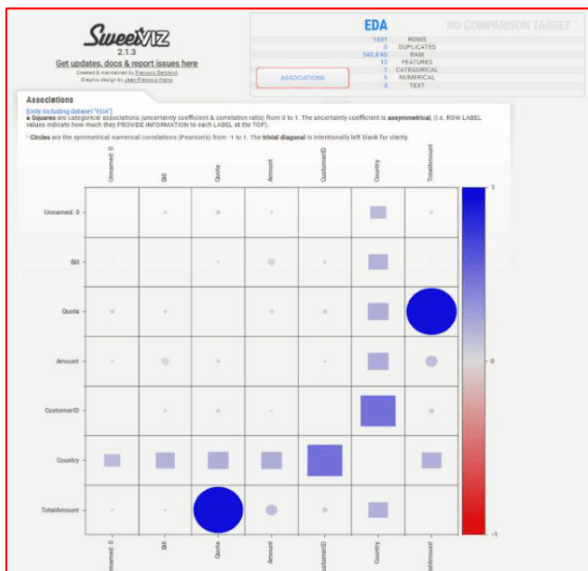 SweetVIZ
2.1.3
Get updates, docs & report issues here
Created & maintained by Francois Bertrand
Graphic design by Jean-Francois Hains
EDA
NO COMPARISON TARGET
ROWS
0 DUPLICATES
540.8 kb RAM
FEATURES
1 CATEGORICAL
NUMERICAL
TEXT
ASSOCIATIONS
Associations
[Only including dataset "EDA"]
■ Squares are categorical associations (uncertainty coefficient & correlation ratio) from 0 to 1. The uncertainty coefficient is assymmetrical, (i.e. ROW LABEL
values indicate how much they PROVIDE INFORMATION to each LABEL at the TOP).
• Circles are the symmetrical numerical correlations (Pearson's) from -1 to 1. The trivial diagonal is intentionally left blank for clarity.
Unnamed: 0
Bill
Quota
Amount
CustomerID
Country
TotalAmount
Unnamed: 0
Bill
Quota
Amount
CustomerID
Country
TotalAmount
1
0
-1
Unnamed: 0
Bill
Quota
Amount
CustomerID
Country
TotalAmount